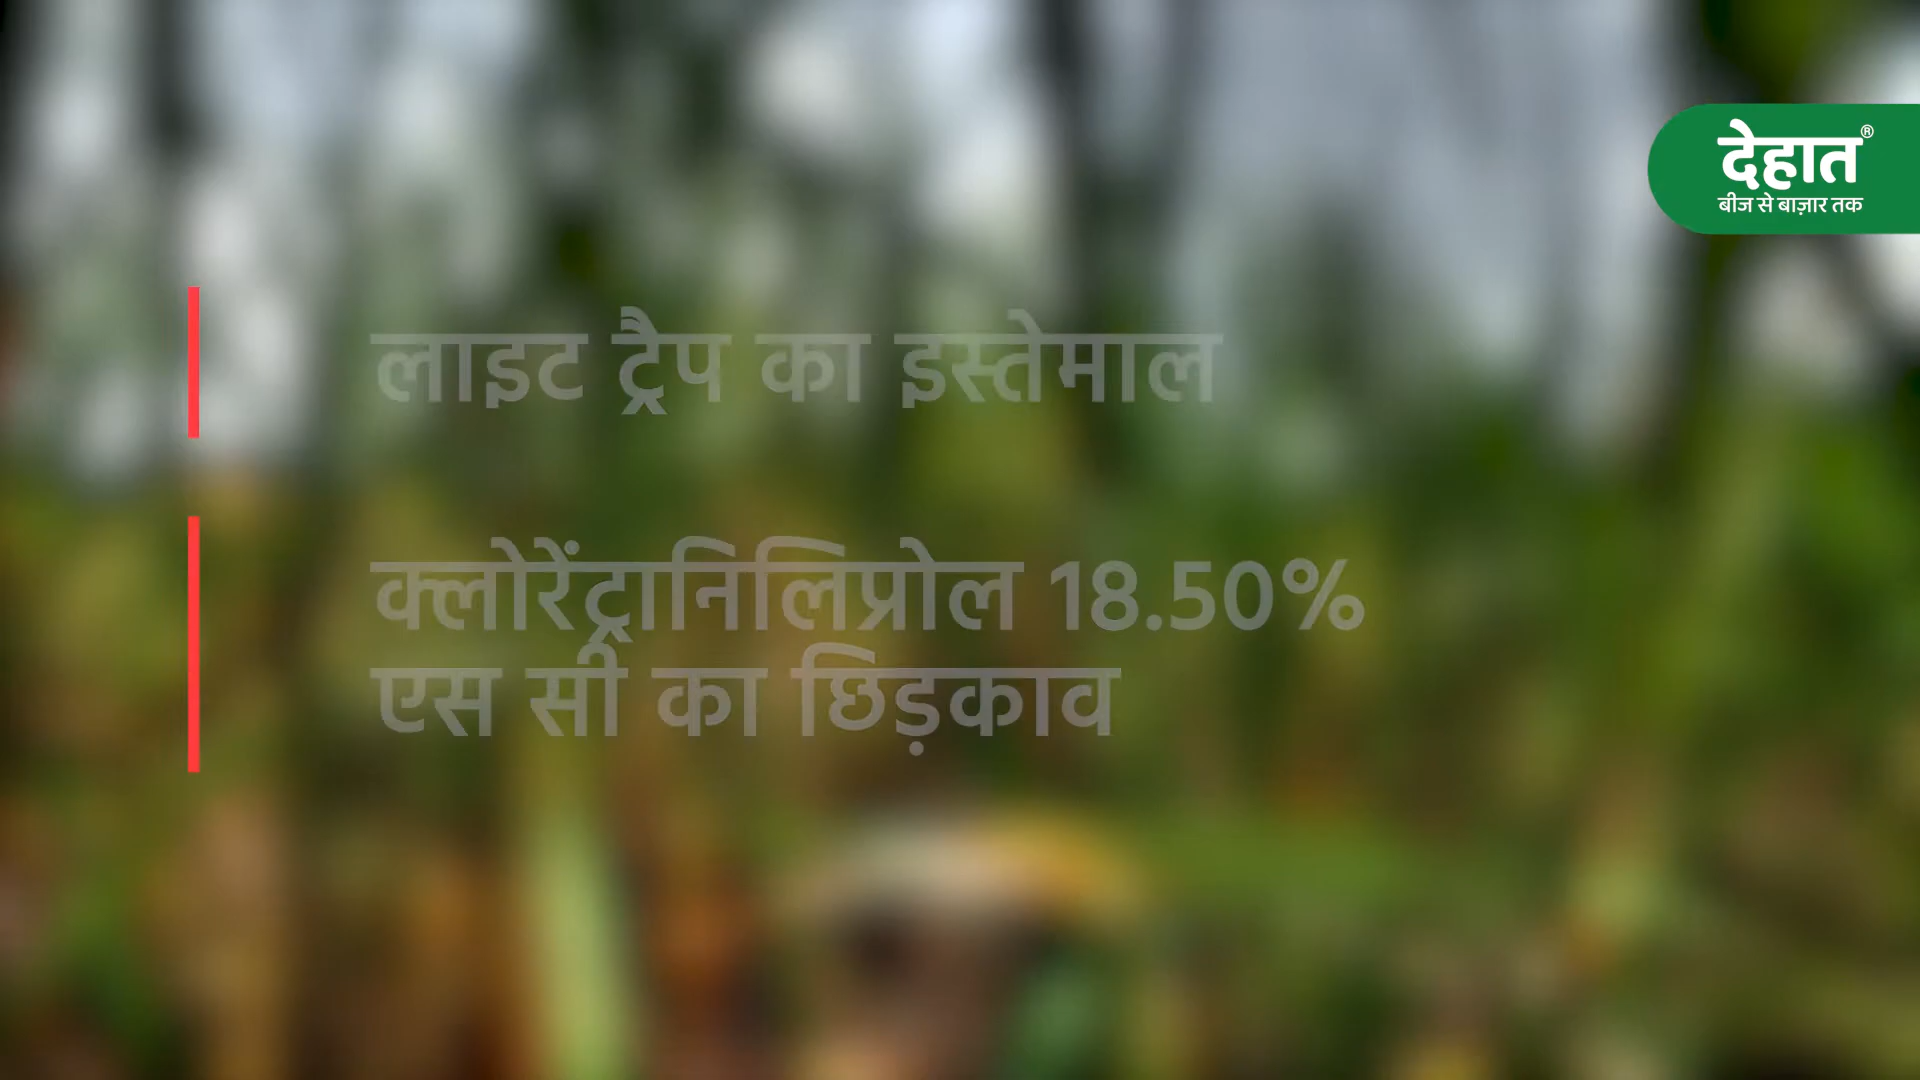 देहात®
बीज से बाज़ार तक
लाइट ट्रैप का इस्तेमाल
क्लोरेंट्रानिलिप्रोल 18.50%
एस सी का छिड़काव